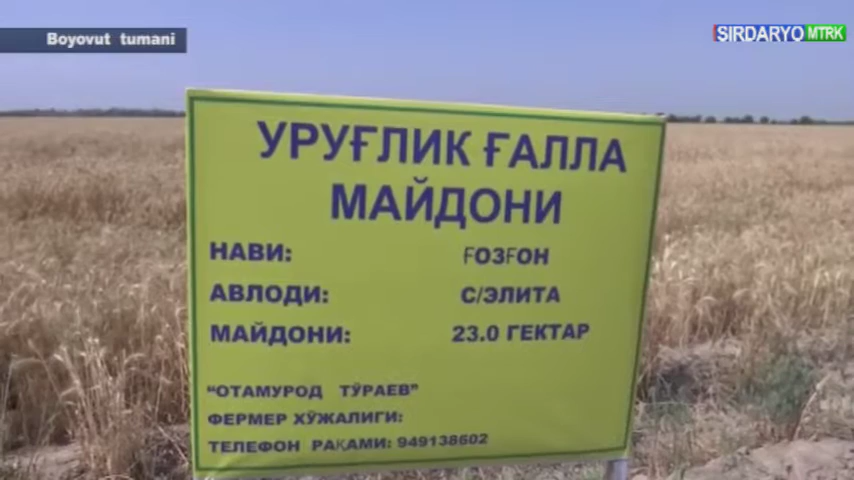 Boyovut tumani
SIRDARYO MTRK
УРУҒЛИК ҒАЛЛА
МАЙДОНИ
НАВИ: ҒОЗҒОН
АВЛОДИ: С/ЭЛИТА
МАЙДОНИ: 23.0 ГЕКТАР
“ОТАМУРОД ТЎРАЕВ”
ФЕРМЕР ХЎЖАЛИГИ:
ТЕЛЕФОН РАҚАМИ: 949138602